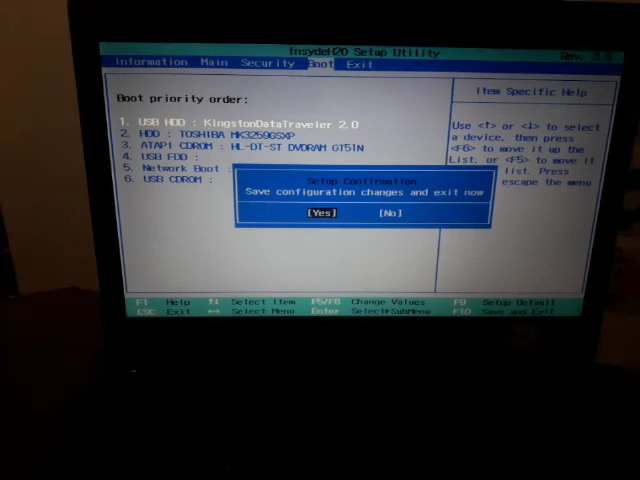 InsydeH20 Setup Utility Rev. 3.5
Information Main Security Boot Exit
Item Specific Help
Boot priority order:
1. USB HDD : KingstonDataTraveler 2.0
2. HDD : TOSHIBA MK3259GSXP
3. ATAPI CDROM : HL-DT-ST DVDRAM GT51N
4. USB FDD :
5. Network Boot :
6. USB CDROM :
Use <↑> or <↓> to select
a device, then press
<F6> to move it up the
List, or <F5> to move it
list. Press
escape the menu
Setup Confirmation
Save configuration changes and exit now
[Yes] [No]
F1 Help ↑↓ Select Item F5/F6 Change Values F9 Setup Default
ESC Exit ↔ Select Menu Enter Select▶SubMenu F10 Save and Exit